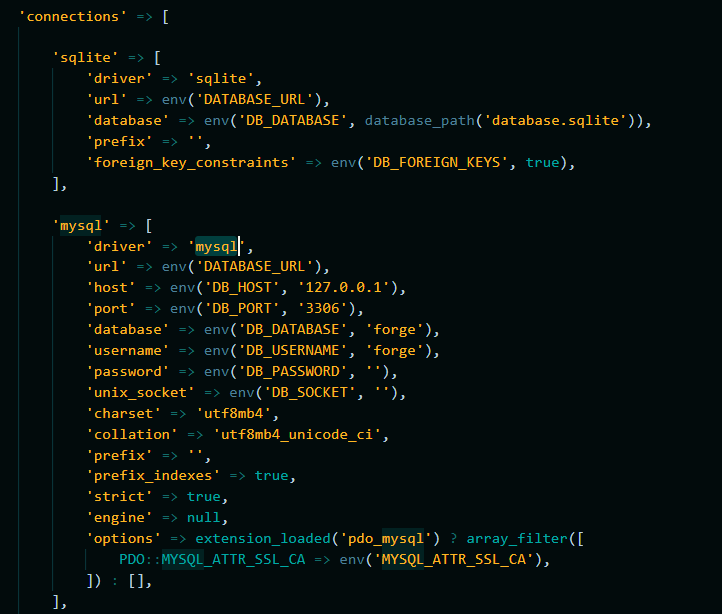 'connections' => [
'sqlite' => [
'driver' => 'sqlite',
'url' => env('DATABASE_URL'),
'database' => env('DB_DATABASE', database_path('database.sqlite')),
'prefix' => '',
'foreign_key_constraints' => env('DB_FOREIGN_KEYS', true),
],
'mysql' => [
'driver' => 'mysql',
'url' => env('DATABASE_URL'),
'host' => env('DB_HOST', '127.0.0.1'),
'port' => env('DB_PORT', '3306'),
'database' => env('DB_DATABASE', 'forge'),
'username' => env('DB_USERNAME', 'forge'),
'password' => env('DB_PASSWORD', ''),
'unix_socket' => env('DB_SOCKET', ''),
'charset' => 'utf8mb4',
'collation' => 'utf8mb4_unicode_ci',
'prefix' => '',
'prefix_indexes' => true,
'strict' => true,
'engine' => null,
'options' => extension_loaded('pdo_mysql') ? array_filter([
PDO::MYSQL_ATTR_SSL_CA => env('MYSQL_ATTR_SSL_CA'),
]) : [],
],